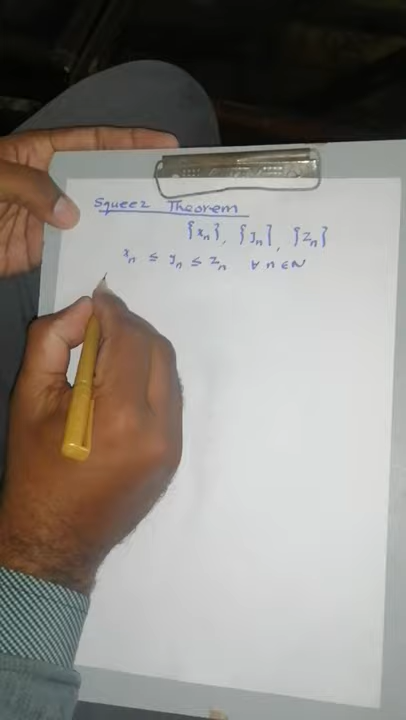 Squeez Theorem
{xₙ}, {yₙ}, {zₙ}
xₙ ≤ yₙ ≤ zₙ ∀ n ∈ N